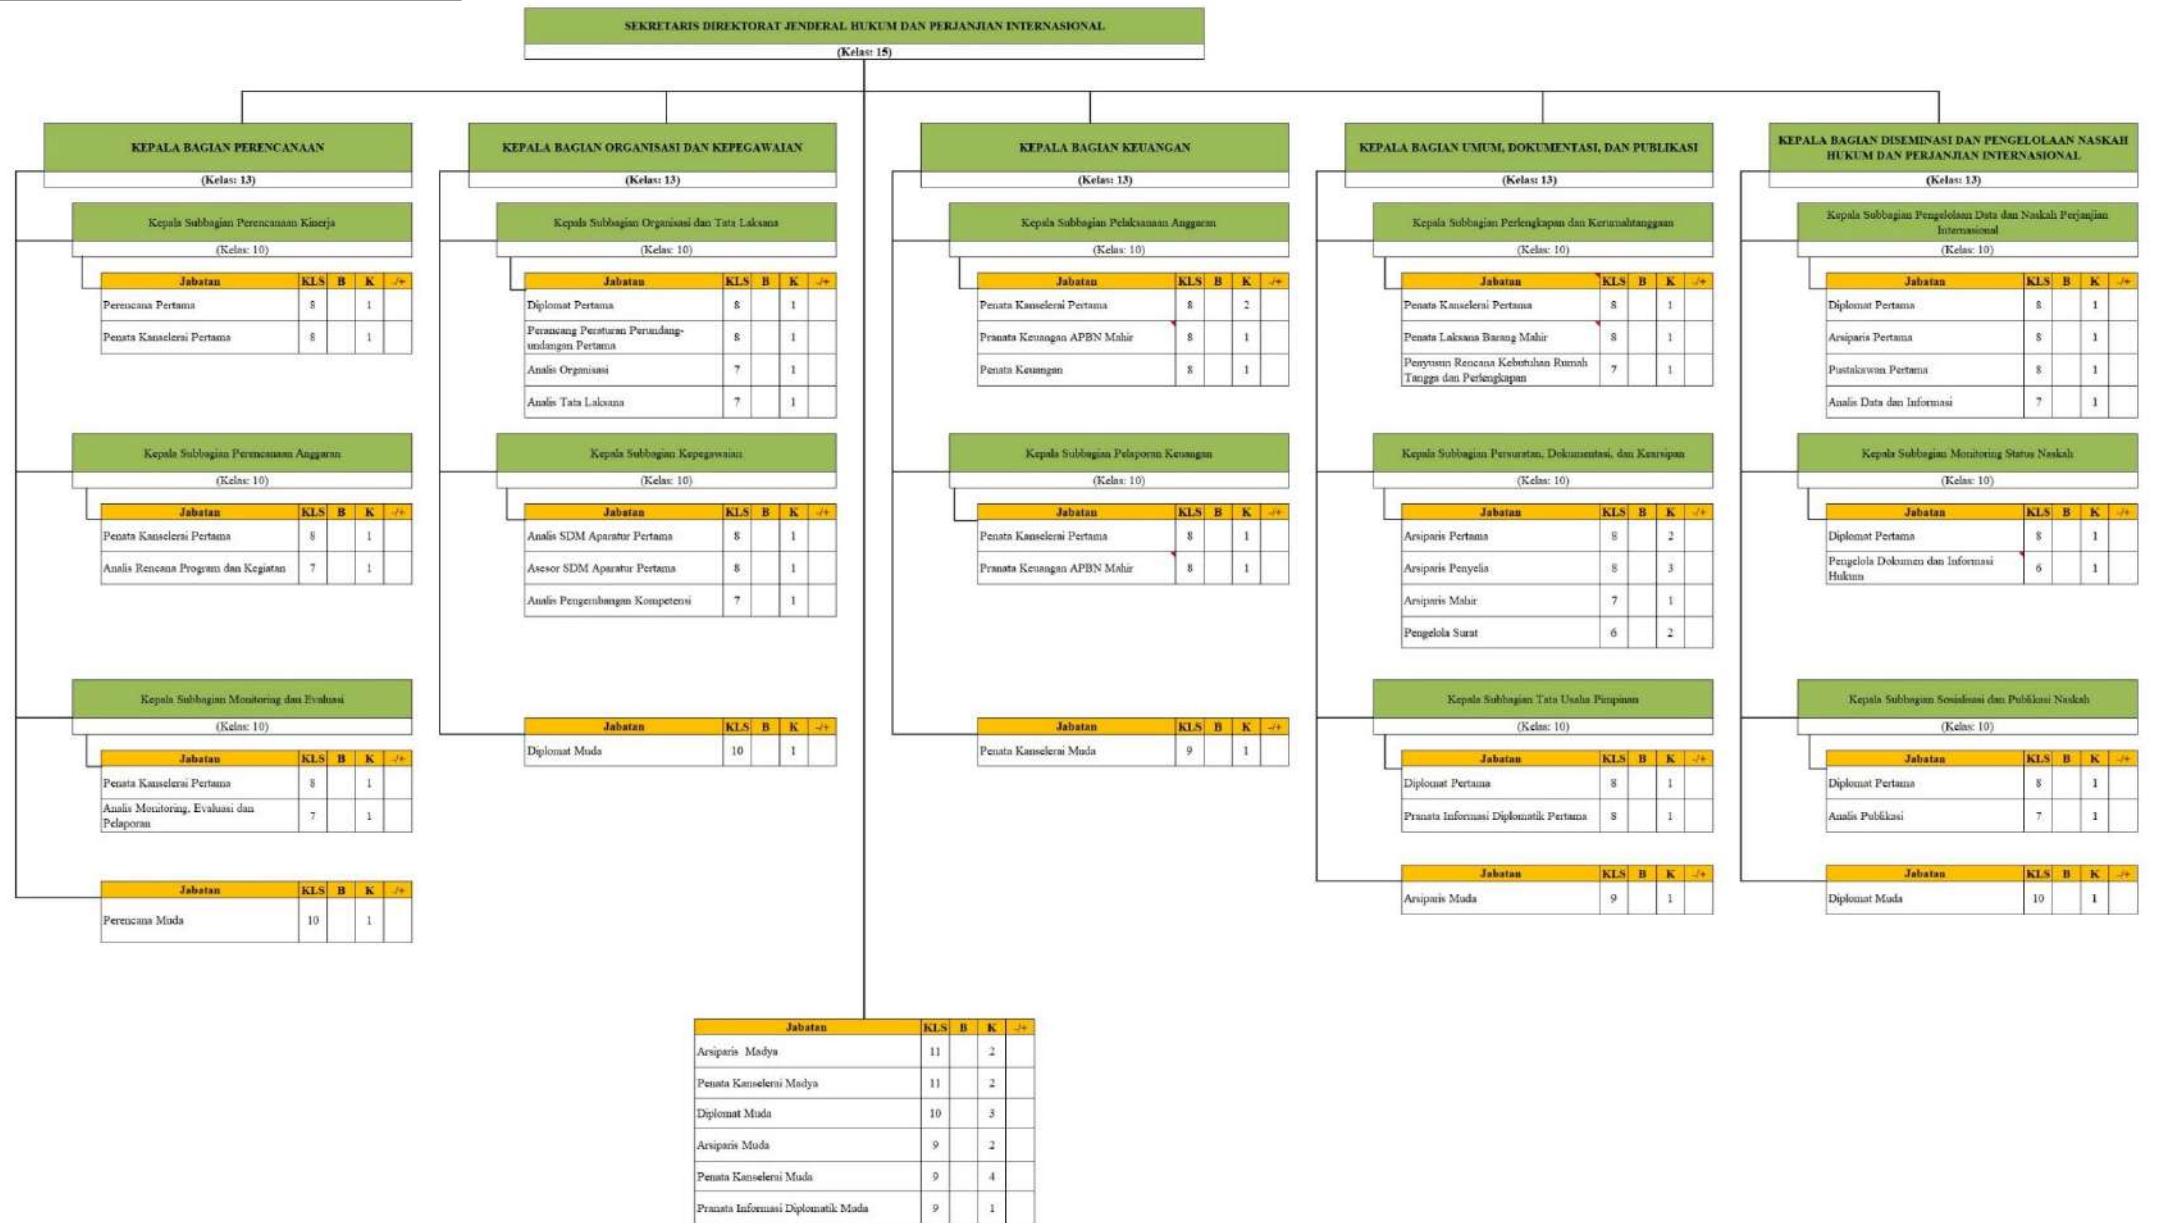 SEKRETARIS DIREKTORAT JENDERAL HUKUM DAN PERJANJIAN INTERNASIONAL
(Kelas: 15)
KEPALA BAGIAN PERENCANAAN
(Kelas: 13)
Kepala Subbagian Perencanaan Kinerja
(Kelas: 10)
Jabatan KLS B K -/+
Perencana Pertama 8 1
Penata Kanselerai Pertama 8 1
Kepala Subbagian Perencanaan Anggaran
(Kelas: 10)
Jabatan KLS B K -/+
Penata Kanselerai Pertama 8 1
Analis Rencana Program dan Kegiatan 7 1
Kepala Subbagian Monitoring dan Evaluasi
(Kelas: 10)
Jabatan KLS B K -/+
Penata Kanselerai Pertama 8 1
Analis Monitoring, Evaluasi dan
Pelaporan 7 1
Jabatan KLS B K -/+
Perencana Muda 10 1
KEPALA BAGIAN ORGANISASI DAN KEPEGAWAIAN
(Kelas: 13)
Kepala Subbagian Organisasi dan Tata Laksana
(Kelas: 10)
Jabatan KLS B K -/+
Diplomat Pertama 8 1
Perancang Peraturan Perundang-
undangan Pertama 8 1
Analis Organisasi 7 1
Analis Tata Laksana 7 1
Kepala Subbagian Kepegawaian
(Kelas: 10)
Jabatan KLS B K -/+
Analis SDM Aparatur Pertama 8 1
Asesor SDM Aparatur Pertama 8 1
Analis Pengembangan Kompetensi 7 1
Jabatan KLS B K -/+
Diplomat Muda 10 1
KEPALA BAGIAN KEUANGAN
(Kelas: 13)
Kepala Subbagian Pelaksanaan Anggaran
(Kelas: 10)
Jabatan KLS B K -/+
Penata Kanselerai Pertama 8 2
Pranata Keuangan APBN Mahir 8 1
Penata Keuangan 8 1
Kepala Subbagian Pelaporan Keuangan
(Kelas: 10)
Jabatan KLS B K -/+
Penata Kanselerai Pertama 8 1
Pranata Keuangan APBN Mahir 8 1
Jabatan KLS B K -/+
Penata Kanselerai Muda 9 1
KEPALA BAGIAN UMUM, DOKUMENTASI, DAN PUBLIKASI
(Kelas: 13)
Kepala Subbagian Perlengkapan dan Kerumahtanggaan
(Kelas: 10)
Jabatan KLS B K -/+
Penata Kanselerai Pertama 8 1
Penata Laksana Barang Mahir 8 1
Penyusun Rencana Kebutuhan Rumah
Tangga dan Perlengkapan 7 1
Kepala Subbagian Persuratan, Dokumentasi, dan Kearsipan
(Kelas: 10)
Jabatan KLS B K -/+
Arsiparis Pertama 8 2
Arsiparis Penyelia 8 3
Arsiparis Mahir 7 1
Pengelola Surat 6 2
Kepala Subbagian Tata Usaha Pimpinan
(Kelas: 10)
Jabatan KLS B K -/+
Diplomat Pertama 8 1
Pranata Informasi Diplomatik Pertama 8 1
Jabatan KLS B K -/+
Arsiparis Muda 9 1
KEPALA BAGIAN DISEMINASI DAN PENGELOLAAN NASKAH
HUKUM DAN PERJANJIAN INTERNASIONAL
(Kelas: 13)
Kepala Subbagian Pengelolaan Data dan Naskah Perjanjian
Internasional
(Kelas: 10)
Jabatan KLS B K -/+
Diplomat Pertama 8 1
Arsiparis Pertama 8 1
Pustakawan Pertama 8 1
Analis Data dan Informasi 7 1
Kepala Subbagian Monitoring Status Naskah
(Kelas: 10)
Jabatan KLS B K -/+
Diplomat Pertama 8 1
Pengelola Dokumen dan Informasi
Hukum 6 1
Kepala Subbagian Sosialisasi dan Publikasi Naskah
(Kelas: 10)
Jabatan KLS B K -/+
Diplomat Pertama 8 1
Analis Publikasi 7 1
Jabatan KLS B K -/+
Diplomat Muda 10 1
Jabatan KLS B K -/+
Arsiparis Madya 11 2
Penata Kanselerai Madya 11 2
Diplomat Muda 10 3
Arsiparis Muda 9 2
Penata Kanselerai Muda 9 4
Pranata Informasi Diplomatik Muda 9 1